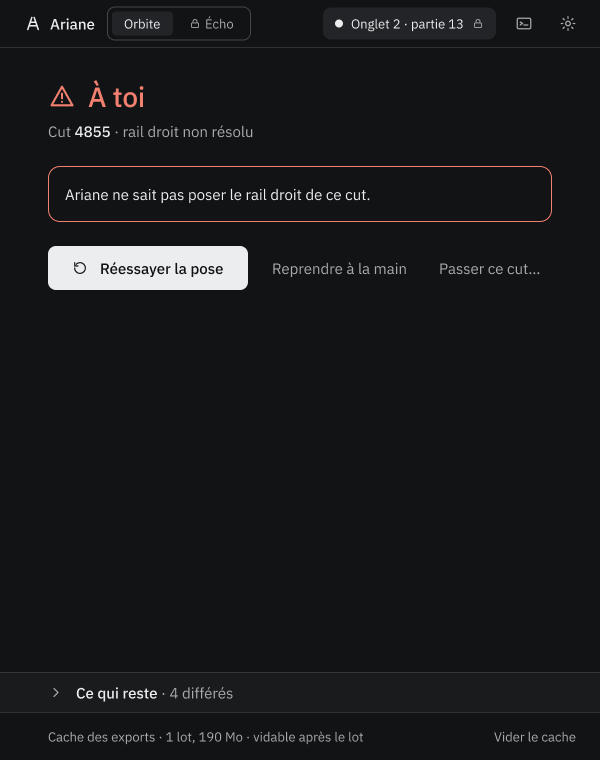 Ariane Orbite Écho Onglet 2 · partie 13
À toi
Cut 4855 · rail droit non résolu
Ariane ne sait pas poser le rail droit de ce cut.
Réessayer la pose Reprendre à la main Passer ce cut...
Ce qui reste · 4 différés
Cache des exports · 1 lot, 190 Mo · vidable après le lot Vider le cache